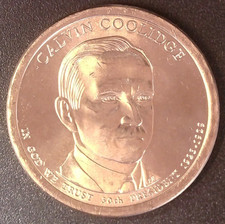 CALVIN COOLIDGE
IN GOD WE TRUST 30th PRESIDENT 1923-1929